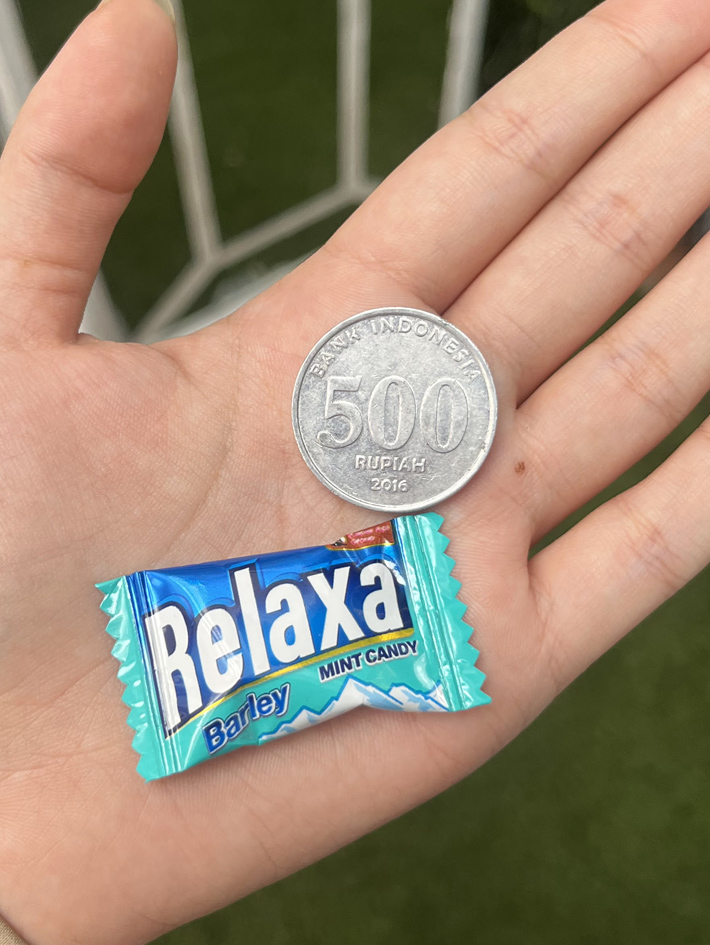 BANK INDONESIA
500
RUPIAH
2016
Relaxa
MINT CANDY
Barley